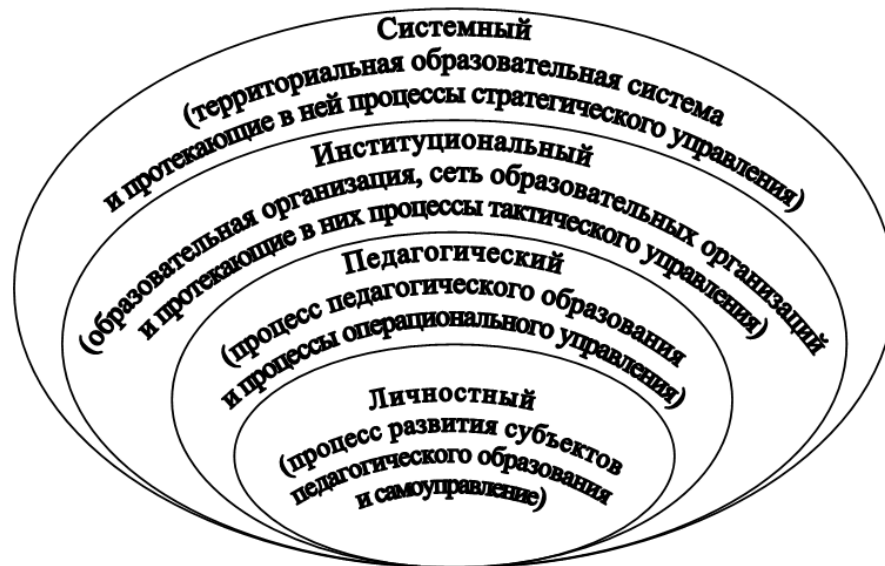 Системный
(территориальная образовательная система
и протекающие в ней процессы стратегического управления)
Институциональный
(образовательная организация, сеть образовательных организаций
и протекающие в них процессы тактического управления)
Педагогический
(процесс педагогического образования
и процессы операционального управления)
Личностный
(процесс развития субъектов
педагогического образования
и самоуправление)